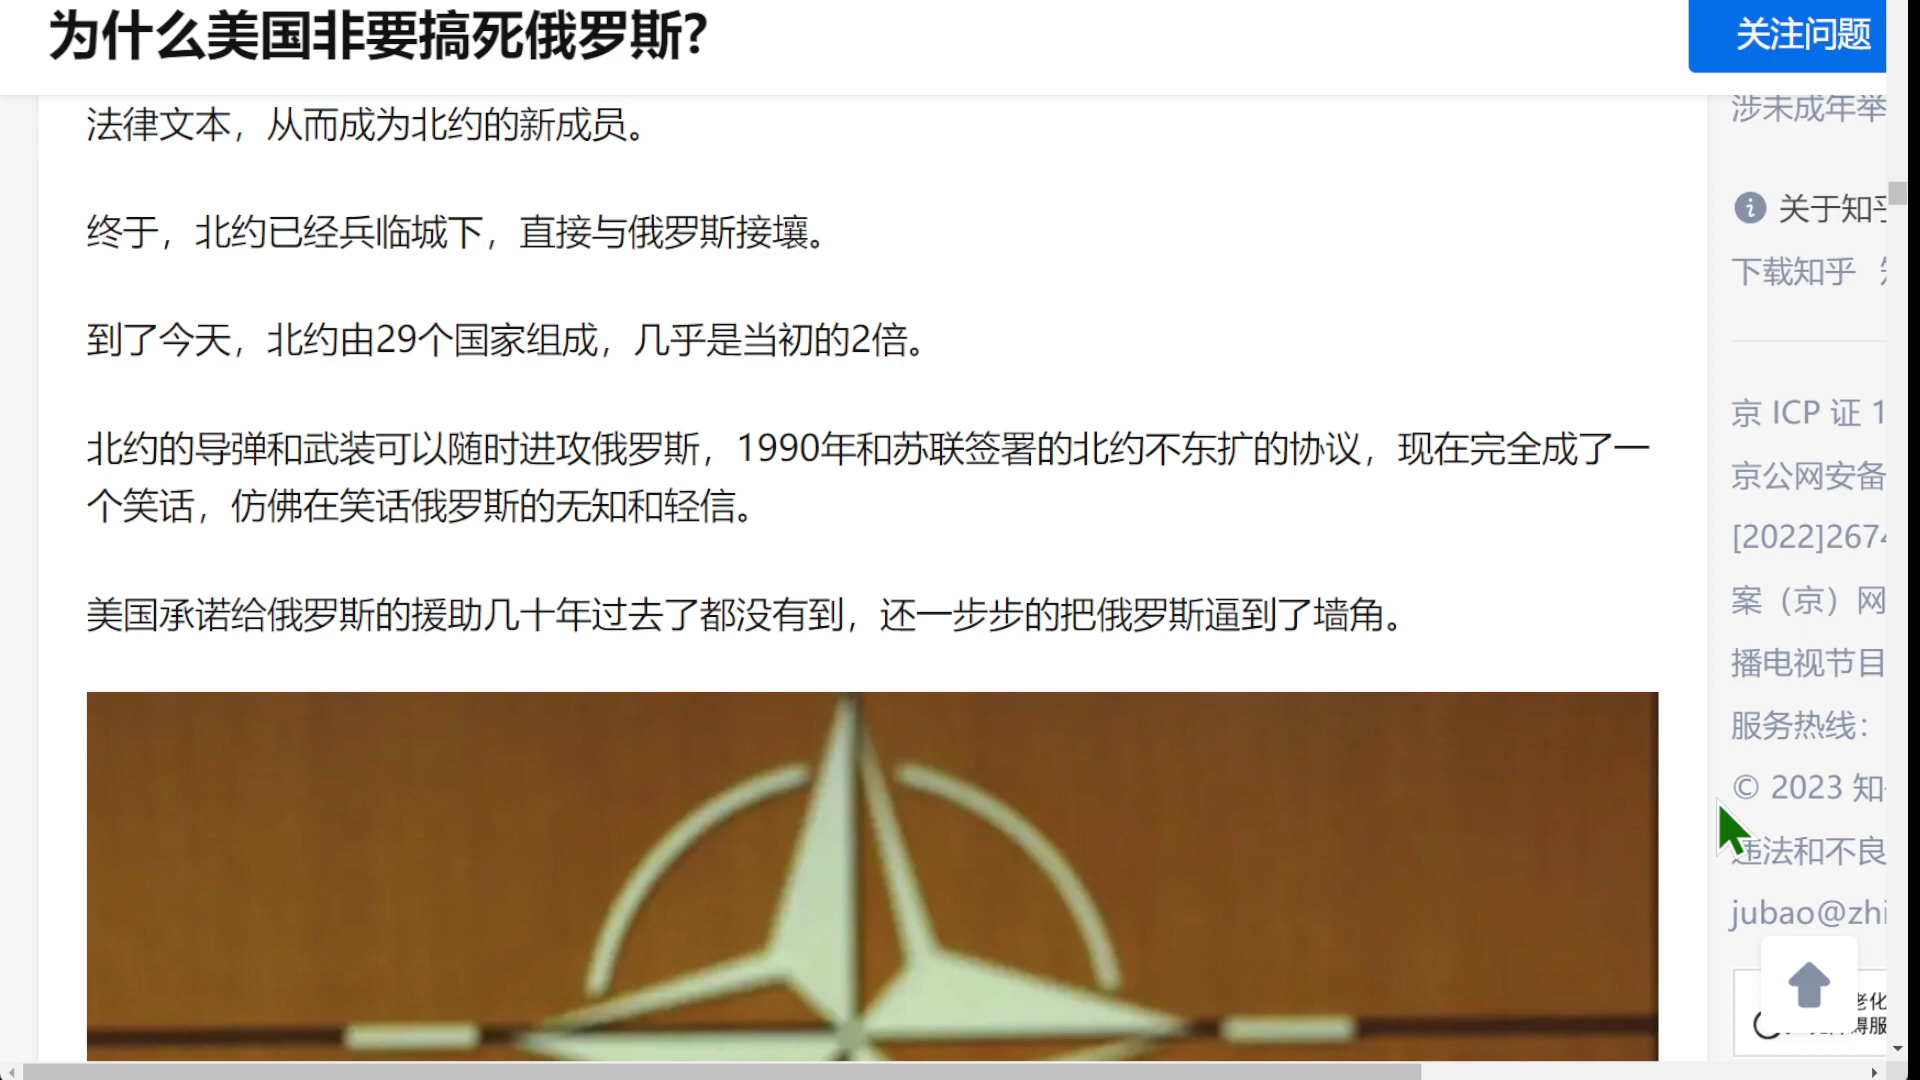 为什么美国非要搞死俄罗斯?
关注问题
法律文本，从而成为北约的新成员。
终于，北约已经兵临城下，直接与俄罗斯接壤。
到了今天，北约由29个国家组成，几乎是当初的2倍。
北约的导弹和武装可以随时进攻俄罗斯，1990年和苏联签署的北约不东扩的协议，现在完全成了一
个笑话，仿佛在笑话俄罗斯的无知和轻信。
美国承诺给俄罗斯的援助几十年过去了都没有到，还一步步的把俄罗斯逼到了墙角。
涉未成年举
关于知乎
下载知乎
京 ICP 证 1
京公网安备
[2022]2674
案（京）网
播电视节目
服务热线：
© 2023 知
违法和不良
jubao@zhi
老化
碍服